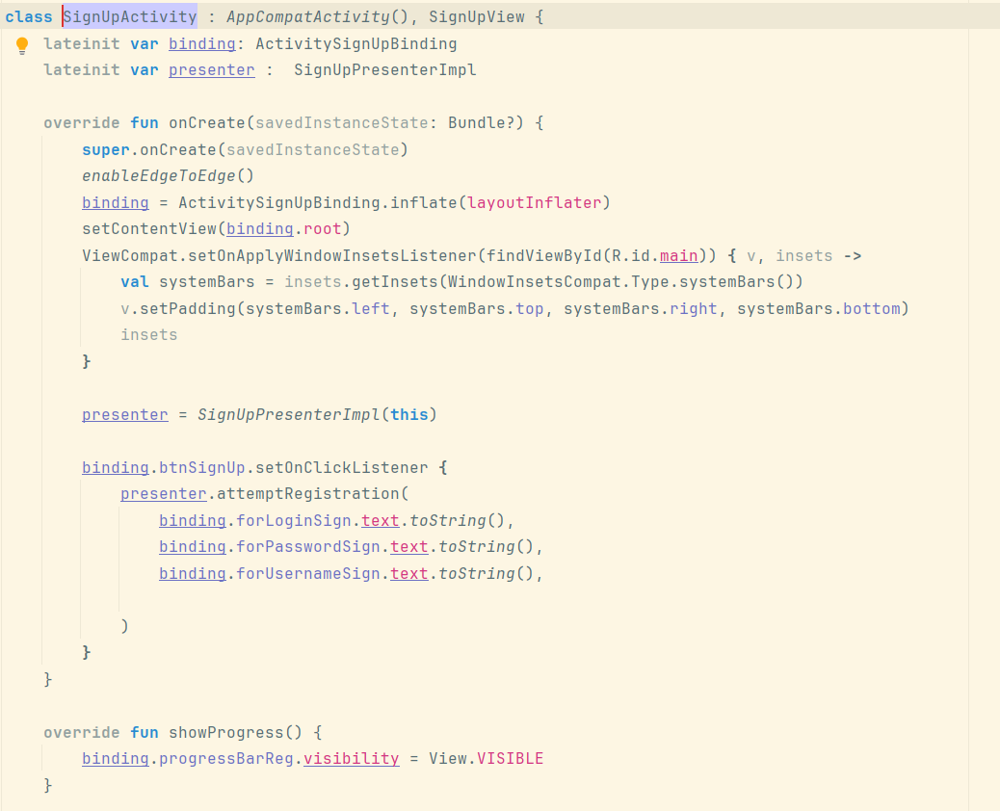 class SignUpActivity : AppCompatActivity(), SignUpView {
    lateinit var binding: ActivitySignUpBinding
    lateinit var presenter :  SignUpPresenterImpl

    override fun onCreate(savedInstanceState: Bundle?) {
        super.onCreate(savedInstanceState)
        enableEdgeToEdge()
        binding = ActivitySignUpBinding.inflate(layoutInflater)
        setContentView(binding.root)
        ViewCompat.setOnApplyWindowInsetsListener(findViewById(R.id.main)) { v, insets ->
            val systemBars = insets.getInsets(WindowInsetsCompat.Type.systemBars())
            v.setPadding(systemBars.left, systemBars.top, systemBars.right, systemBars.bottom)
            insets
        }

        presenter = SignUpPresenterImpl(this)

        binding.btnSignUp.setOnClickListener {
            presenter.attemptRegistration(
                binding.forLoginSign.text.toString(),
                binding.forPasswordSign.text.toString(),
                binding.forUsernameSign.text.toString(),

            )
        }
    }

    override fun showProgress() {
        binding.progressBarReg.visibility = View.VISIBLE
    }